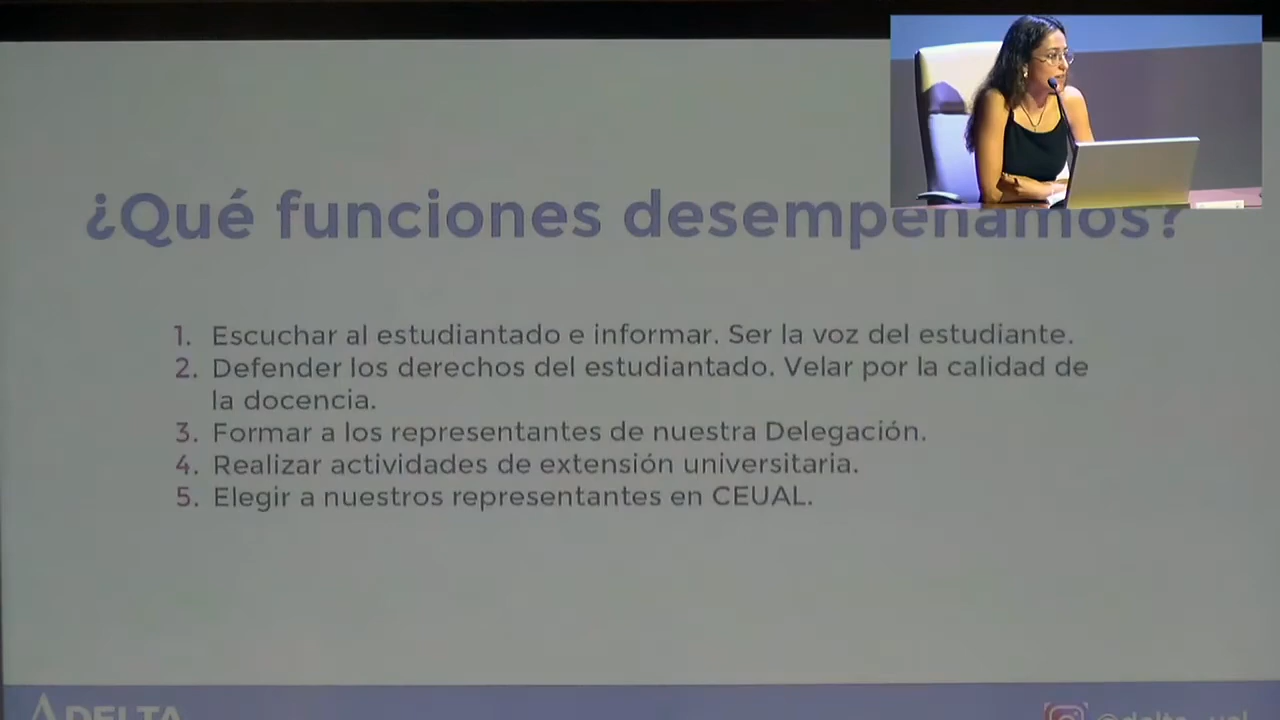 ¿Qué funciones desempeñamos?
1. Escuchar al estudiantado e informar. Ser la voz del estudiante.
2. Defender los derechos del estudiantado. Velar por la calidad de
la docencia.
3. Formar a los representantes de nuestra Delegación.
4. Realizar actividades de extensión universitaria.
5. Elegir a nuestros representantes en CEUAL.
DELTA